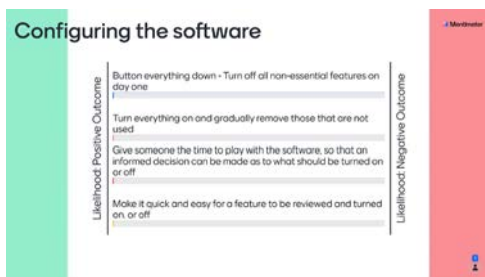 Configuring the software
Mentimeter
Likelihood: Positive Outcome
Button everything down - Turn off all non-essential features on
day one
Turn everything on and gradually remove those that are not
used
Give someone the time to play with the software, so that an
informed decision can be made as to what should be turned on
or off
Make it quick and easy for a feature to be reviewed and turned
on, or off
Likelihood: Negative Outcome